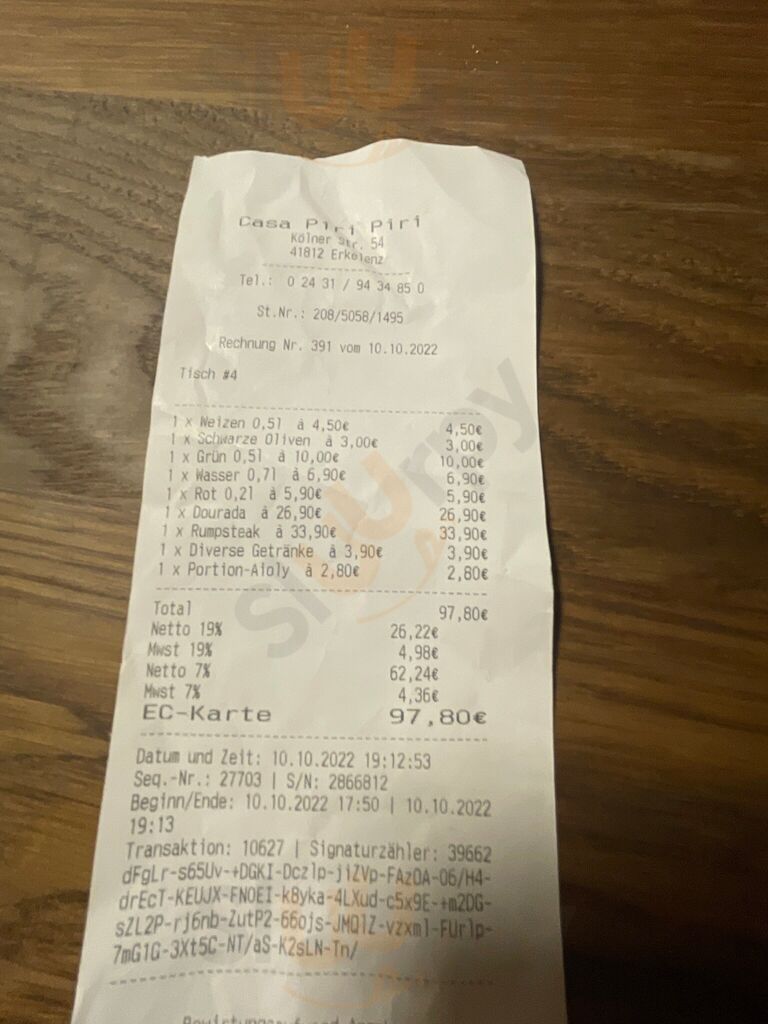 Casa Piri Piri
Kölner Str. 54
41812 Erkelenz
Tel.: 0 24 31 / 94 34 85 0
St.Nr.: 208/5058/1495
Rechnung Nr. 391 vom 10.10.2022
Tisch #4
1 x Weizen 0,5l à 4,50€ 4,50€
1 x Schwarze Oliven à 3,00€ 3,00€
1 x Grün 0,5l à 10,00€ 10,00€
1 x Wasser 0,7l à 6,90€ 6,90€
1 x Rot 0,2l à 5,90€ 5,90€
1 x Dourada à 26,90€ 26,90€
1 x Rumpsteak à 33,90€ 33,90€
1 x Diverse Getränke à 3,90€ 3,90€
1 x Portion-Aioly à 2,80€ 2,80€
Total 97,80€
Netto 19% 26,22€
Mwst 19% 4,98€
Netto 7% 62,24€
Mwst 7% 4,36€
EC-Karte 97,80€
Datum und Zeit: 10.10.2022 19:12:53
Seq.-Nr.: 27703 | S/N: 2866812
Beginn/Ende: 10.10.2022 17:50 | 10.10.2022
19:13
Transaktion: 10627 | Signaturzähler: 39662
dFgLr-s65Uv-+DGKI-Dczlp-jiZVp-FAzOA-O6/H4-
drEcT-KEUJX-FNOEI-k8yka-4LXud-c5x9E-+m2DG-
sZL2P-rj6nb-ZutP2-66ojs-JMQ1Z-vzxml-FUrlp-
7mG1G-3Xt5C-NT/aS-K2sLN-Tn/
Sluurpy